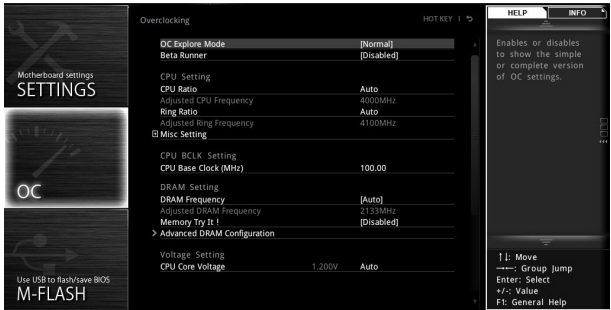 Motherboard settings
SETTINGS
OC
Use USB to flash/save BIOS
M-FLASH
Overclocking
HOT KEY |
OC Explore Mode [Normal]
Beta Runner [Disabled]
CPU Setting
CPU Ratio Auto
Adjusted CPU Frequency 4000MHz
Ring Ratio Auto
Adjusted Ring Frequency 4100MHz
Misc Setting
CPU BCLK Setting
CPU Base Clock (MHz) 100.00
DRAM Setting
DRAM Frequency [Auto]
Adjusted DRAM Frequency 2133MHz
Memory Try It ! [Disabled]
Advanced DRAM Configuration
Voltage Setting
CPU Core Voltage 1.200V Auto
HELP INFO
Enables or disables
to show the simple
or complete version
of OC settings.
↑↓: Move
→←: Group Jump
Enter: Select
+/-: Value
F1: General Help